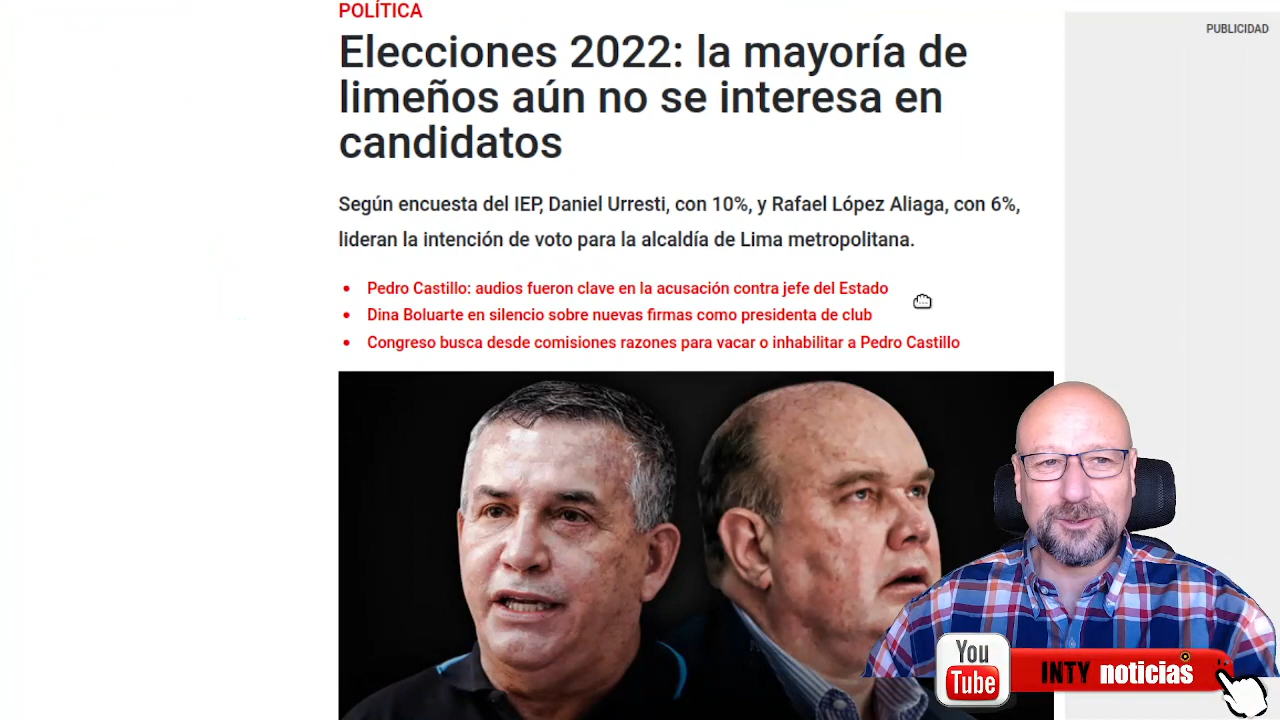 POLÍTICA
PUBLICIDAD
Elecciones 2022: la mayoría de
limeños aún no se interesa en
candidatos
Según encuesta del IEP, Daniel Urresti, con 10%, y Rafael López Aliaga, con 6%,
lideran la intención de voto para la alcaldía de Lima metropolitana.
• Pedro Castillo: audios fueron clave en la acusación contra jefe del Estado
• Dina Boluarte en silencio sobre nuevas firmas como presidenta de club
• Congreso busca desde comisiones razones para vacar o inhabilitar a Pedro Castillo
You
Tube
INTY noticias